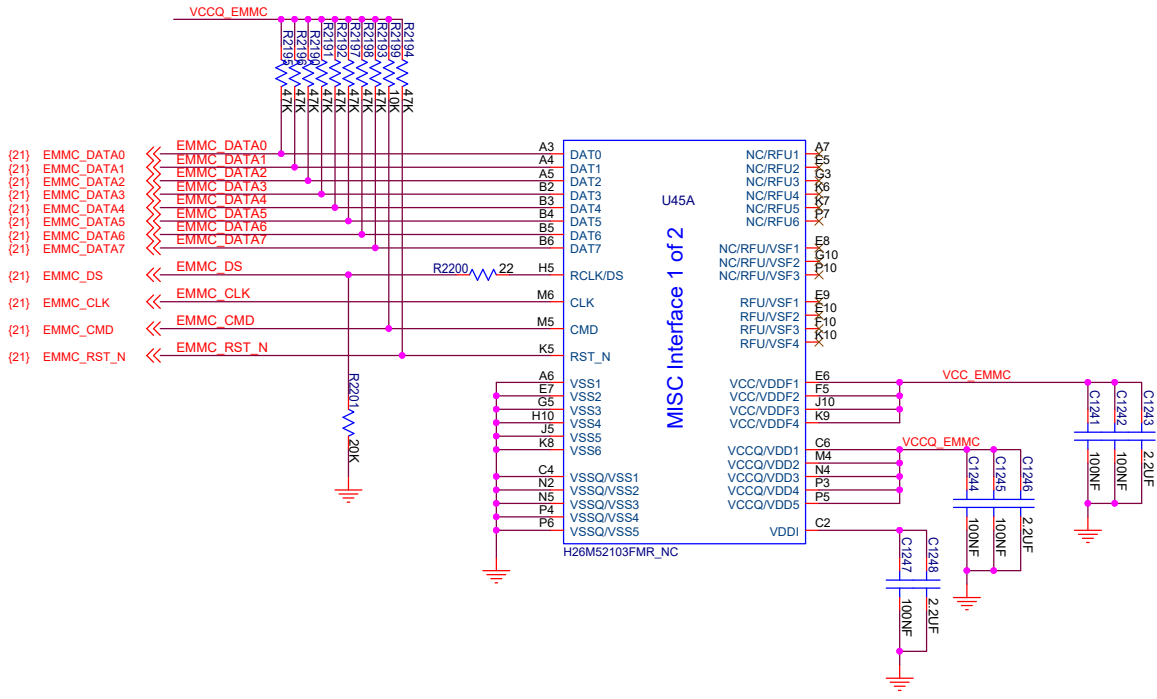 VCCQ_EMMC
R2195
R2196
R2190
R2191
R2192
R2197
R2198
R2193
R2199
R2194
47K
47K
47K
47K
47K
47K
47K
47K
10K
47K
{21} EMMC_DATA0 EMMC_DATA0 A3 DAT0
{21} EMMC_DATA1 EMMC_DATA1 A4 DAT1
{21} EMMC_DATA2 EMMC_DATA2 A5 DAT2
{21} EMMC_DATA3 EMMC_DATA3 B2 DAT3
{21} EMMC_DATA4 EMMC_DATA4 B3 DAT4
{21} EMMC_DATA5 EMMC_DATA5 B4 DAT5
{21} EMMC_DATA6 EMMC_DATA6 B5 DAT6
{21} EMMC_DATA7 EMMC_DATA7 B6 DAT7
{21} EMMC_DS EMMC_DS R2200 22 H5 RCLK/DS
{21} EMMC_CLK EMMC_CLK M6 CLK
{21} EMMC_CMD EMMC_CMD M5 CMD
{21} EMMC_RST_N EMMC_RST_N K5 RST_N
R2201
20K
A6 VSS1
E7 VSS2
G5 VSS3
H10 VSS4
J5 VSS5
K8 VSS6
C4 VSSQ/VSS1
N2 VSSQ/VSS2
N5 VSSQ/VSS3
P4 VSSQ/VSS4
P6 VSSQ/VSS5
U45A
MISC Interface 1 of 2
H26M52103FMR_NC
NC/RFU1 A7
NC/RFU2 E5
NC/RFU3 G3
NC/RFU4 K6
NC/RFU5 K7
NC/RFU6 P7
NC/RFU/VSF1 E8
NC/RFU/VSF2 G10
NC/RFU/VSF3 P10
RFU/VSF1 E9
RFU/VSF2 E10
RFU/VSF3 F10
RFU/VSF4 K10
VCC/VDDF1 E6 VCC_EMMC
VCC/VDDF2 F5
VCC/VDDF3 J10
VCC/VDDF4 K9
VCCQ/VDD1 C6 VCCQ_EMMC
VCCQ/VDD2 M4
VCCQ/VDD3 N4
VCCQ/VDD4 P3
VCCQ/VDD5 P5
VDDI C2
C1241
C1242
C1243
100NF
100NF
2.2UF
C1244
C1245
C1246
100NF
100NF
2.2UF
C1247
C1248
100NF
2.2UF